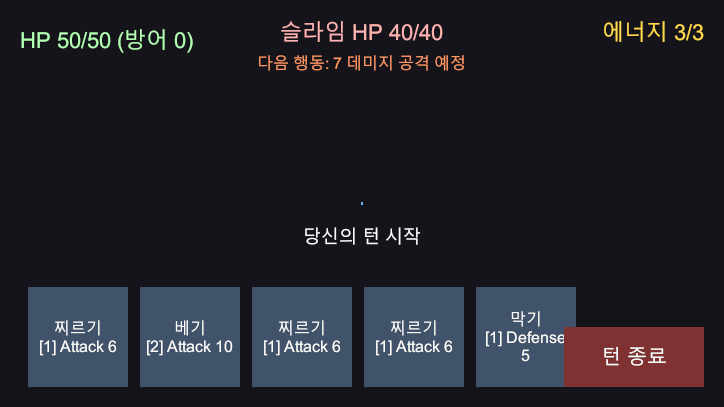 HP 50/50 (방어 0)
슬라임 HP 40/40
에너지 3/3
다음 행동: 7 데미지 공격 예정
당신의 턴 시작
찌르기
[1] Attack 6
베기
[2] Attack 10
찌르기
[1] Attack 6
찌르기
[1] Attack 6
막기
[1] Defense
5
턴 종료